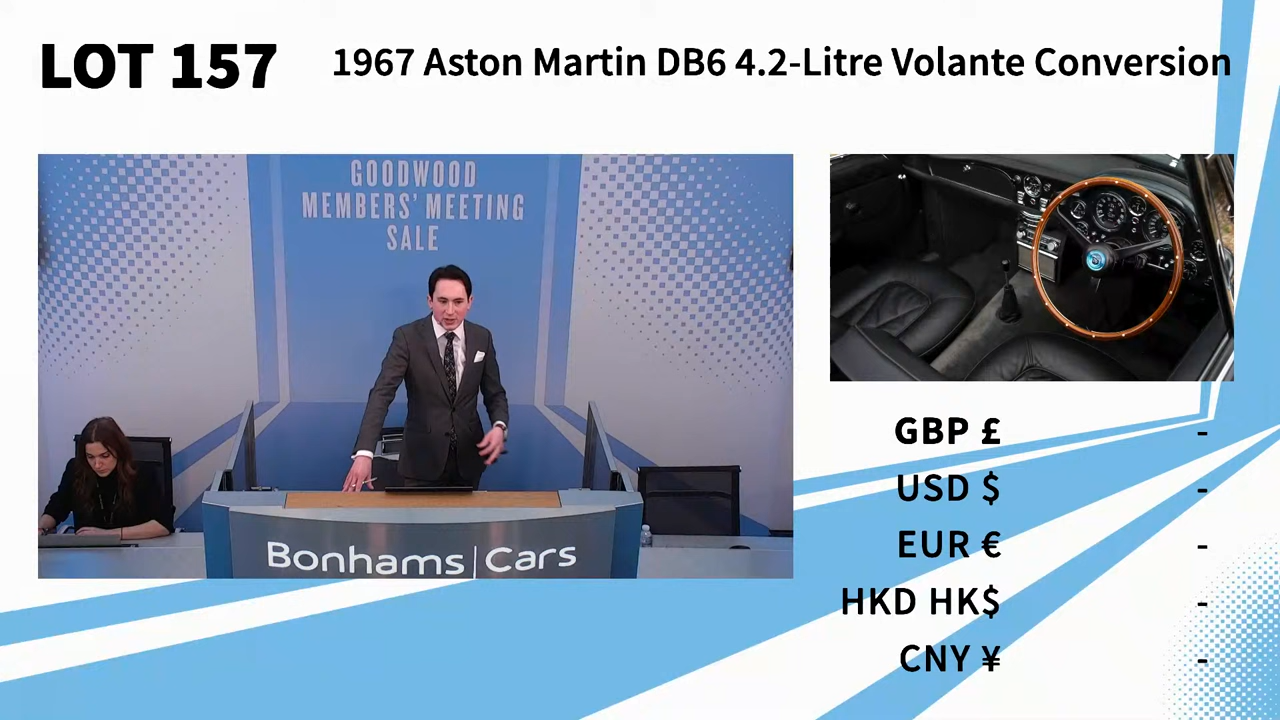 LOT 157
1967 Aston Martin DB6 4.2-Litre Volante Conversion
GOODWOOD
MEMBERS' MEETING
SALE
Bonhams | Cars
GBP £ -
USD $ -
EUR € -
HKD HK$ -
CNY ¥ -